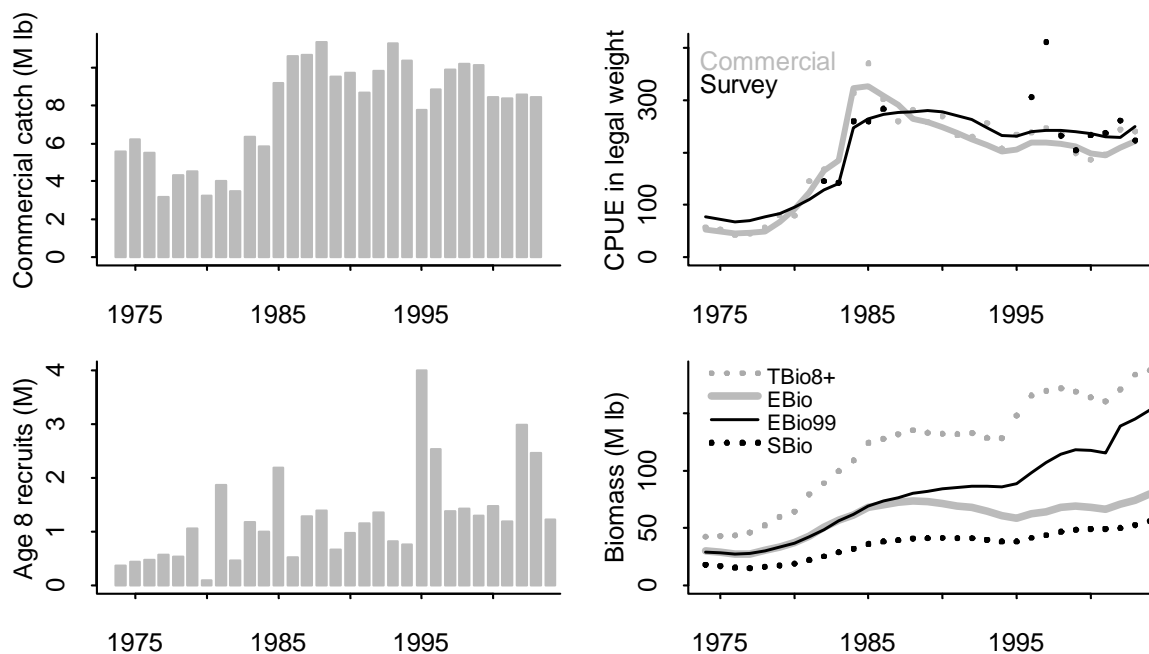 Commercial catch (M lb)
8
6
4
2
0
1975 1985 1995
CPUE in legal weight
300
100
0
Commercial
Survey
1975 1985 1995
Age 8 recruits (M)
4
3
2
1
0
1975 1985 1995
Biomass (M lb)
100
50
0
TBio8+
EBio
EBio99
SBio
1975 1985 1995